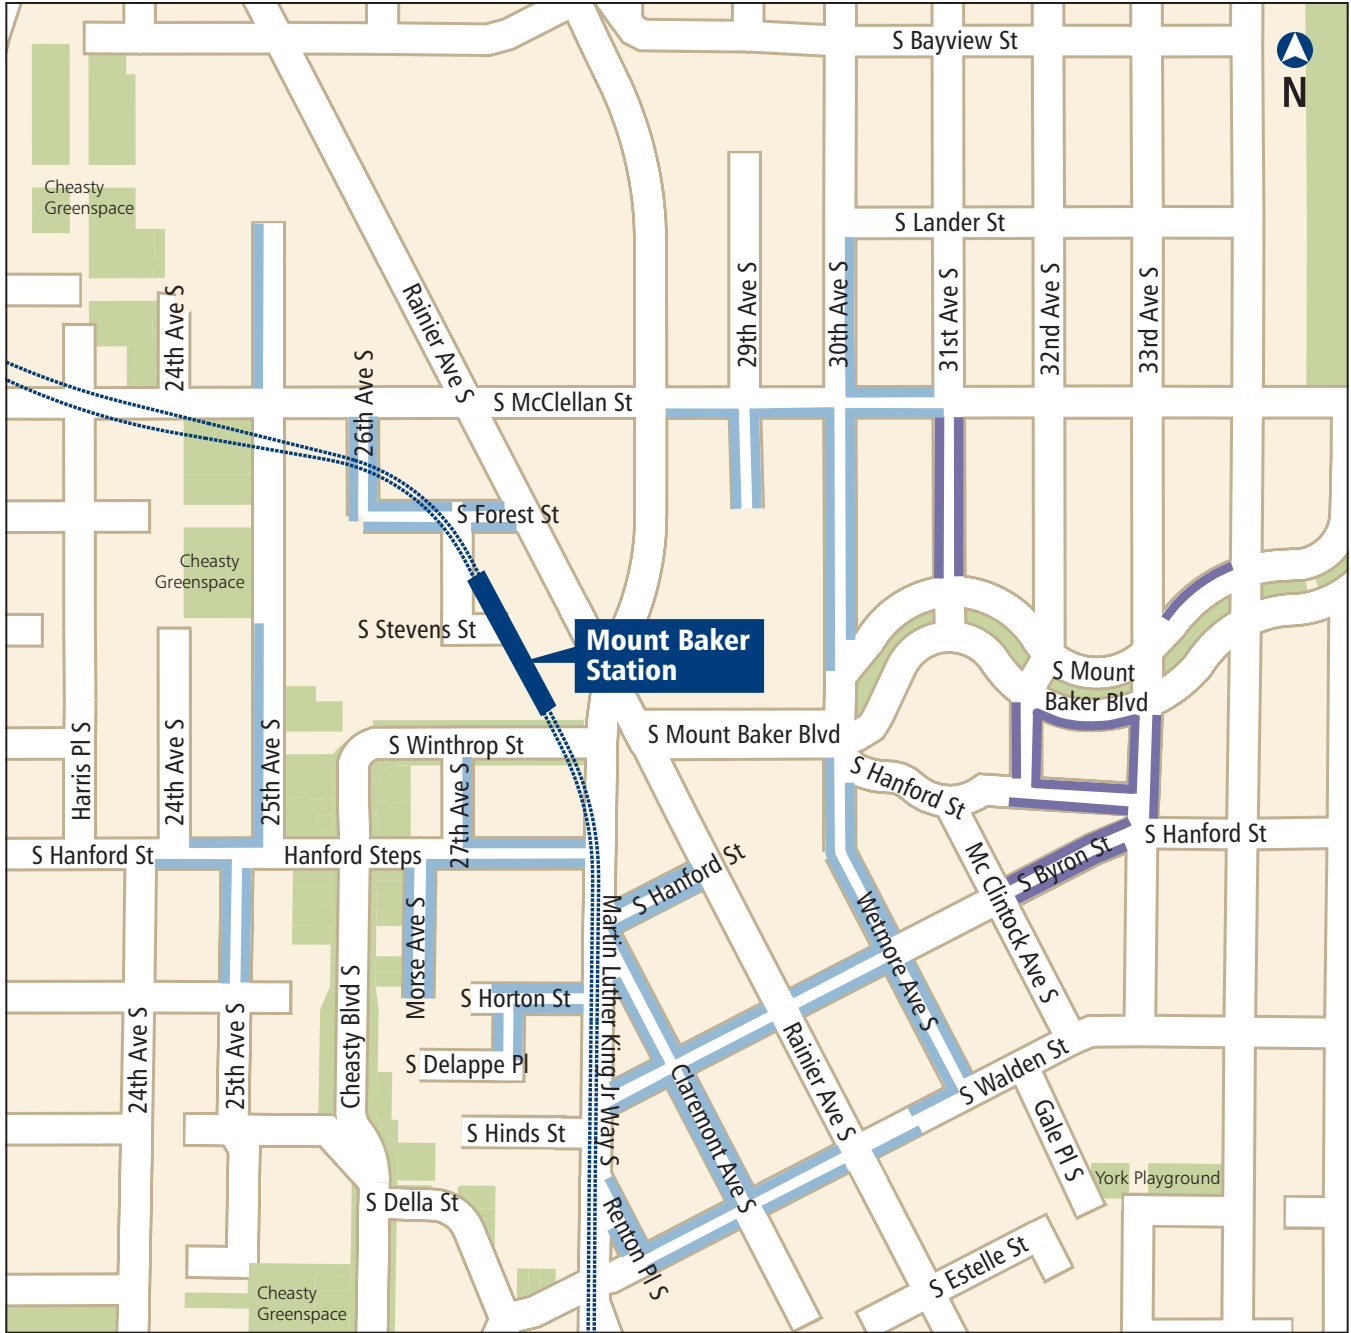 S Bayview St
N
Cheasty
Greenspace
S Lander St
24th Ave S
Rainier Ave S
29th Ave S
30th Ave S
31st Ave S
32nd Ave S
33rd Ave S
26th Ave S
S McClellan St
S Forest St
Cheasty
Greenspace
S Stevens St
Mount Baker
Station
S Mount
Baker Blvd
Harris Pl S
24th Ave S
25th Ave S
S Winthrop St
S Mount Baker Blvd
27th Ave S
S Hanford St
S Hanford St
Hanford Steps
S Hanford St
S Hanford St
S Byron St
Mc Clintock Ave S
Wetmore Ave S
Martin Luther King Jr Way S
Morse Ave S
Cheasty Blvd S
S Horton St
24th Ave S
25th Ave S
S Delappe Pl
Claremont Ave S
Rainier Ave S
S Walden St
Gale Pl S
S Hinds St
York Playground
S Della St
Renton Pl S
S Estelle St
Cheasty
Greenspace